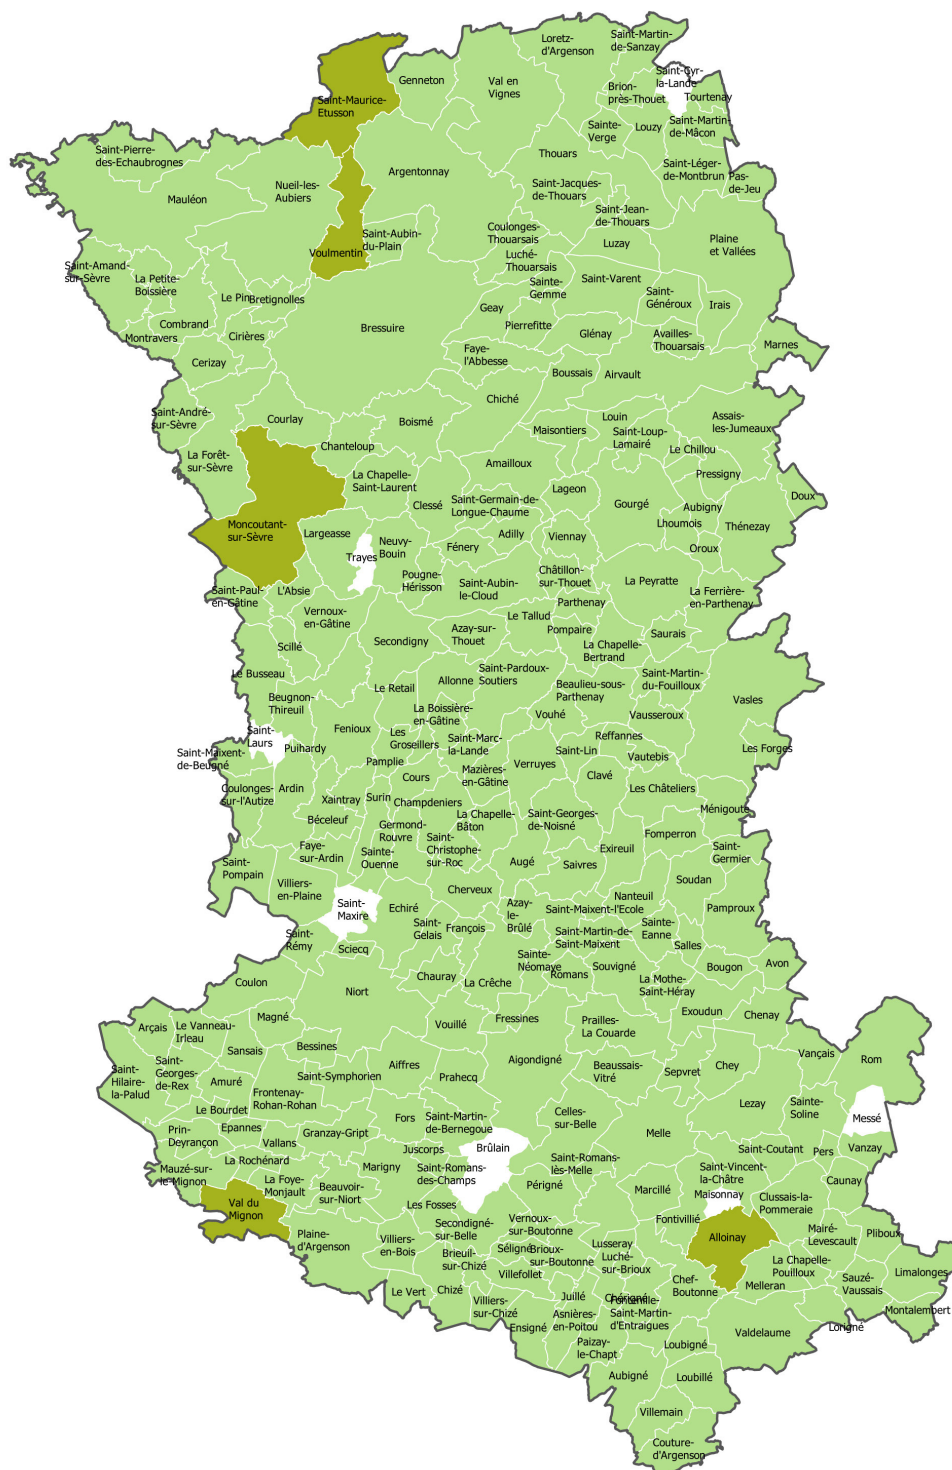 Loretz-
d'Argenson
Saint-Martin-
de-Sanzay
Genneton
Val en
Vignes
Saint-Cyr-
la-Lande
Saint-Maurice-
Etusson
Brion-
près-Thouet
Tourtenay
Sainte-
Verge
Louzy
Saint-Martin-
de-Mâcon
Saint-Pierre-
des-Echaubrognes
Thouars
Argentonnay
Saint-Léger-
de-Montbrun
Pas-
de-Jeu
Mauléon
Nueil-les-
Aubiers
Saint-Jacques-
de-Thouars
Saint-Jean-
de-Thouars
Coulonges-
Thouarsais
Saint-Aubin-
du-Plain
Luzay
Plaine
et Vallées
Voulmentin
Luché-
Thouarsais
Saint-Amand-
sur-Sèvre
La Petite-
Boissière
Sainte-
Gemme
Saint-Varent
Saint-
Généroux
Irais
Le Pin
Bretignolles
Geay
Combrand
Bressuire
Pierrefitte
Glénay
Availles-
Thouarsais
Montravers
Cirières
Marnes
Faye-
l'Abbesse
Cerizay
Boussais
Airvault
Chiché
Saint-André-
sur-Sèvre
Courlay
Boismé
Louin
Assais-
les-Jumeaux
Maisontiers
Saint-Loup-
Lamairé
Chanteloup
Le Chillou
La Forêt-
sur-Sèvre
Amailloux
La Chapelle-
Saint-Laurent
Pressigny
Lageon
Doux
Clessé
Saint-Germain-de-
Longue-Chaume
Gourgé
Aubigny
Moncoutant-
sur-Sèvre
Largeasse
Adilly
Viennay
Lhoumois
Thénezay
Neuvy-
Bouin
Fénery
Oroux
Trayes
Pougne-
Hérisson
Châtillon-
sur-Thouet
La Peyratte
Saint-Aubin-
le-Cloud
Saint-Paul-
en-Gâtine
L'Absie
La Ferrière-
en-Parthenay
Parthenay
Vernoux-
en-Gâtine
Le Tallud
Azay-sur-
Thouet
Pompaire
Saurais
Secondigny
Scillé
La Chapelle-
Bertrand
Le Busseau
Saint-Pardoux-
Soutiers
Saint-Martin-
du-Fouilloux
Allonne
Le Retail
Beaulieu-sous-
Parthenay
Beugnon-
Thireuil
Vasles
La Boissière-
en-Gâtine
Vouhé
Vausseroux
Saint-
Laurs
Fenioux
Les
Groseillers
Reffannes
Saint-Marc-
la-Lande
Puihardy
Saint-Lin
Les Forges
Saint-Maixent-
de-Beugné
Vautebis
Pamplie
Verruyes
Mazières-
en-Gâtine
Cours
Clavé
Coulonges-
sur-l'Autize
Ardin
Les Châteliers
Xaintray
Surin
Champdeniers
Ménigoute
La Chapelle-
Bâton
Saint-Georges-
de-Noisné
Béceleuf
Germond-
Rouvre
Fomperron
Saint-
Christophe-
sur-Roc
Faye-
sur-Ardin
Sainte-
Ouenne
Exireuil
Saint-
Germier
Saint-
Pompain
Augé
Saivres
Villiers-
en-Plaine
Soudan
Cherveux
Nanteuil
Saint-
Maxire
Echiré
Azay-
le-
Brûlé
Saint-Maixent-l'Ecole
Pamproux
Saint-
Gelais
François
Sainte-
Eanne
Saint-
Rémy
Saint-Martin-de-
Saint-Maixent
Sciecq
Salles
Sainte-
Néomaye
Avon
Souvigné
Bougon
Romans
Chauray
La Crêche
La Mothe-
Saint-Héray
Coulon
Niort
Exoudun
Chenay
Magné
Fressines
Prailles-
La Couarde
Arçais
Le Vanneau-
Irleau
Vouillé
Bessines
Sansais
Vançais
Rom
Saint-
Georges-
de-Rex
Aiffres
Aigondigné
Beaussais-
Vitré
Chey
Saint-
Hilaire-
la-Palud
Saint-Symphorien
Prahecq
Sepvret
Amuré
Frontenay-
Rohan-Rohan
Lezay
Sainte-
Soline
Le Bourdet
Celles-
sur-Belle
Messé
Fors
Saint-Martin-
de-Bernegoue
Prin-
Deyrançon
Epannes
Granzay-Gript
Melle
Vallans
Juscorps
Brûlain
Saint-Coutant
Pers
Vanzay
La Rochénard
Marigny
Saint-Romans-
lès-Melle
Mauzé-sur-
le-Mignon
Saint-Romans-
des-Champs
Saint-Vincent-
la-Châtre
La Foye-
Monjault
Périgné
Caunay
Beauvoir-
sur-Niort
Marcillé
Maisonnay
Clussais-la-
Pommeraie
Val du
Mignon
Les Fosses
Fontivillié
Secondigné-
sur-Belle
Vernoux-
sur-Boutonne
Mairé-
Levescault
Plaine-
d'Argenson
Alloinay
Pliboux
Villiers-
en-Bois
Séligné
Lusseray
Brieuil-
sur-Chizé
Brioux-
sur-Boutonne
Luché-
sur-Brioux
La Chapelle-
Pouilloux
Limalonges
Villefollet
Chef-
Boutonne
Melleran
Sauzé-
Vaussais
Le Vert
Chizé
Juillé
Chérigné
Villiers-
sur-Chizé
Fontenille-
Saint-Martin-
d'Entraigues
Montalembert
Asnières-
en-Poitou
Ensigné
Lorigné
Valdelaume
Paizay-
le-Chapt
Loubigné
Aubigné
Loubillé
Villemain
Couture-
d'Argenson